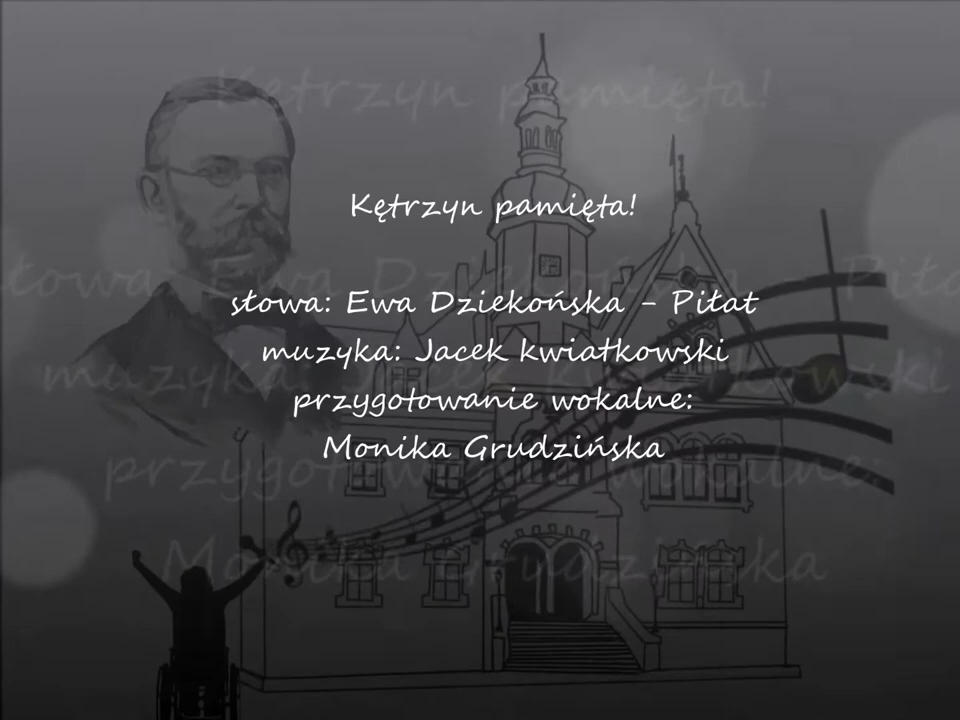 Kętrzyn pamięta!
słowa: Ewa Dziekońska - Piłat
muzyka: Jacek kwiatkowski
przygotowanie wokalne:
Monika Grudzińska